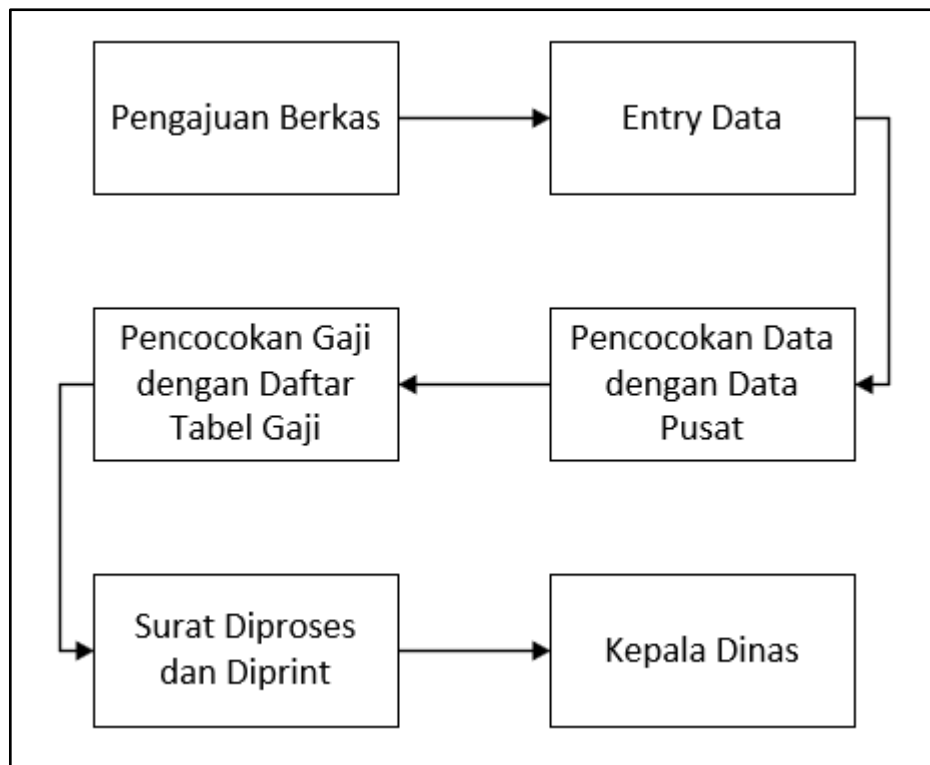 Pengajuan Berkas
Entry Data
Pencocokan Gaji
dengan Daftar
Tabel Gaji
Pencocokan Data
dengan Data
Pusat
Surat Diproses
dan Diprint
Kepala Dinas